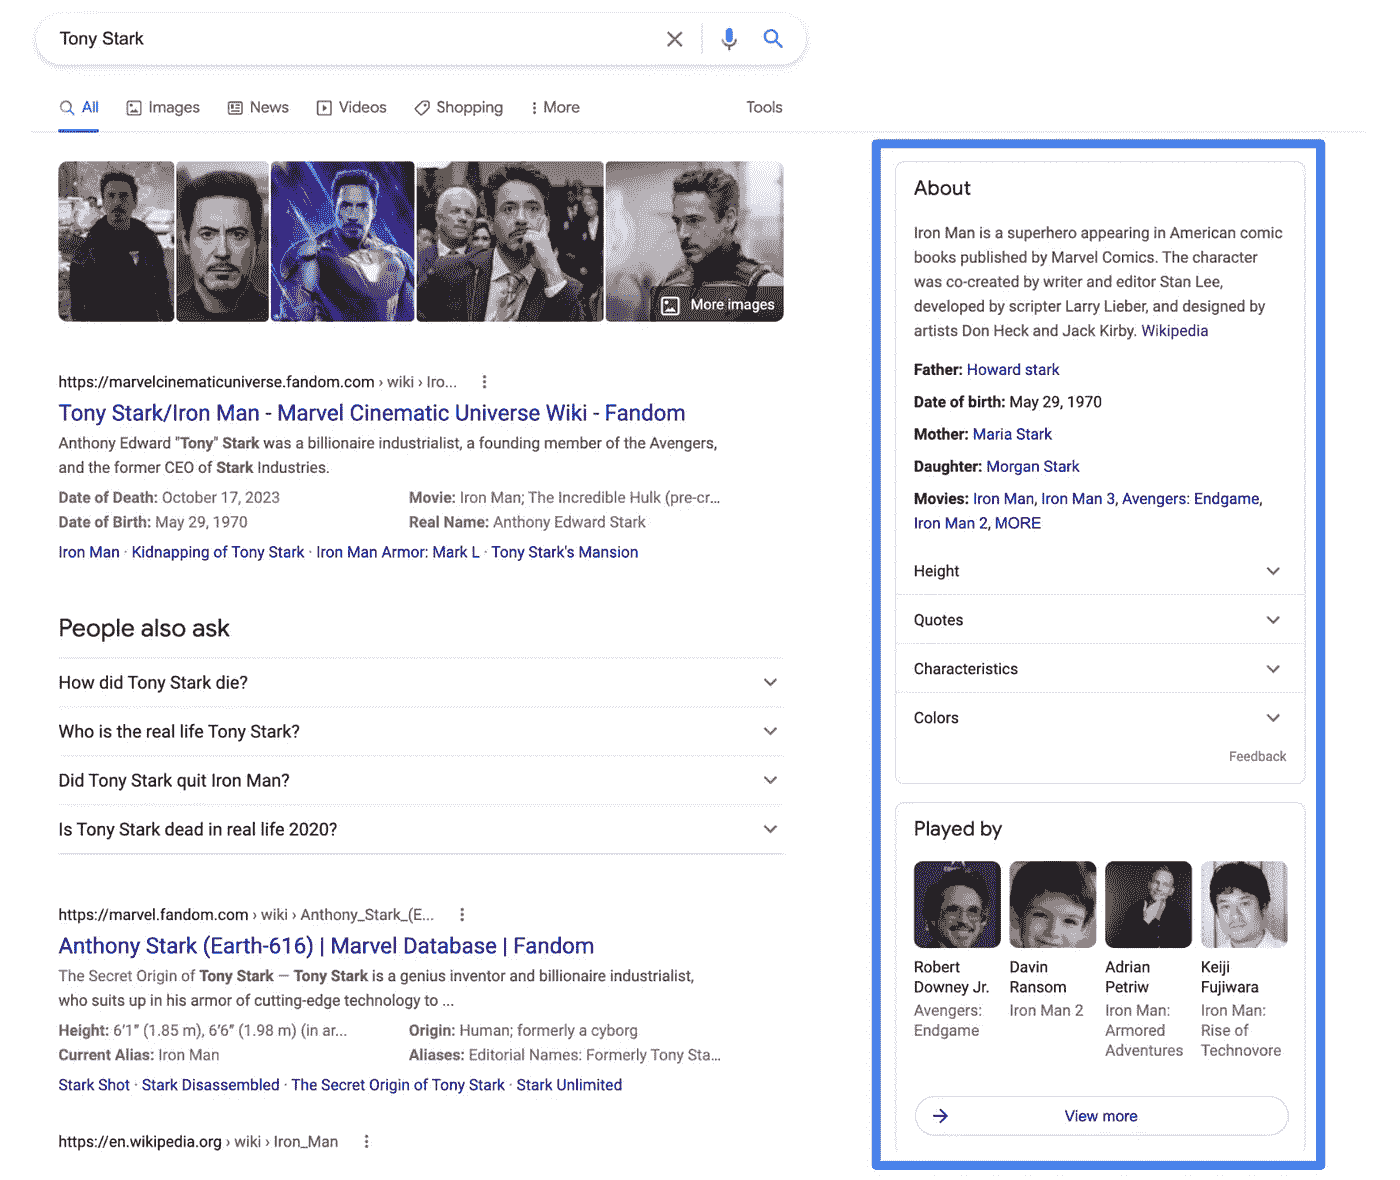 Tony Stark
All Images News Videos Shopping More Tools
More images
https://marvelcinematicuniverse.fandom.com › wiki › Iro...
Tony Stark/Iron Man - Marvel Cinematic Universe Wiki - Fandom
Anthony Edward "Tony" Stark was a billionaire industrialist, a founding member of the Avengers,
and the former CEO of Stark Industries.
Date of Death: October 17, 2023 Movie: Iron Man; The Incredible Hulk (pre-cr...
Date of Birth: May 29, 1970 Real Name: Anthony Edward Stark
Iron Man · Kidnapping of Tony Stark · Iron Man Armor: Mark L · Tony Stark's Mansion
People also ask
How did Tony Stark die?
Who is the real life Tony Stark?
Did Tony Stark quit Iron Man?
Is Tony Stark dead in real life 2020?
https://marvel.fandom.com › wiki › Anthony_Stark_(E...
Anthony Stark (Earth-616) | Marvel Database | Fandom
The Secret Origin of Tony Stark — Tony Stark is a genius inventor and billionaire industrialist,
who suits up in his armor of cutting-edge technology to ...
Height: 6'1" (1.85 m), 6'6" (1.98 m) (in ar... Origin: Human; formerly a cyborg
Current Alias: Iron Man Aliases: Editorial Names: Formerly Tony Sta...
Stark Shot · Stark Disassembled · The Secret Origin of Tony Stark · Stark Unlimited
https://en.wikipedia.org › wiki › Iron_Man
About
Iron Man is a superhero appearing in American comic
books published by Marvel Comics. The character
was co-created by writer and editor Stan Lee,
developed by scripter Larry Lieber, and designed by
artists Don Heck and Jack Kirby. Wikipedia
Father: Howard stark
Date of birth: May 29, 1970
Mother: Maria Stark
Daughter: Morgan Stark
Movies: Iron Man, Iron Man 3, Avengers: Endgame,
Iron Man 2, MORE
Height
Quotes
Characteristics
Colors
Feedback
Played by
Robert Davin Adrian Keiji
Downey Jr. Ransom Petriw Fujiwara
Avengers: Iron Man 2 Iron Man: Iron Man:
Endgame Armored Rise of
Adventures Technovore
View more